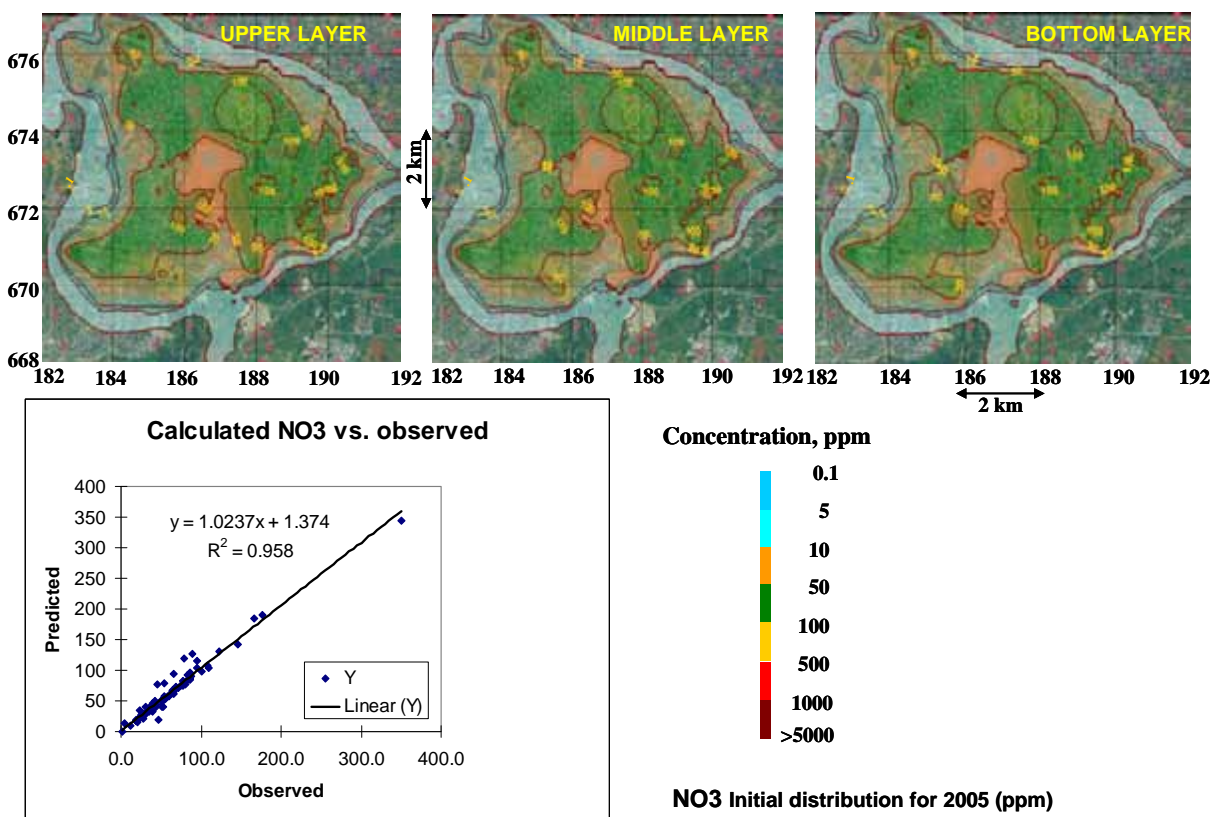 UPPER LAYER
MIDDLE LAYER
BOTTOM LAYER
676
674
672
670
668
2 km
182 184 186 188 190 192
182 184 186 188 190 192
182 184 186 188 190 192
2 km
Calculated NO3 vs. observed
400
350
300
250
200
150
100
50
0
Predicted
y = 1.0237x + 1.374
R² = 0.958
Y
Linear (Y)
0.0 100.0 200.0 300.0 400.0
Observed
Concentration, ppm
0.1
5
10
50
100
500
1000
>5000
NO3 Initial distribution for 2005 (ppm)